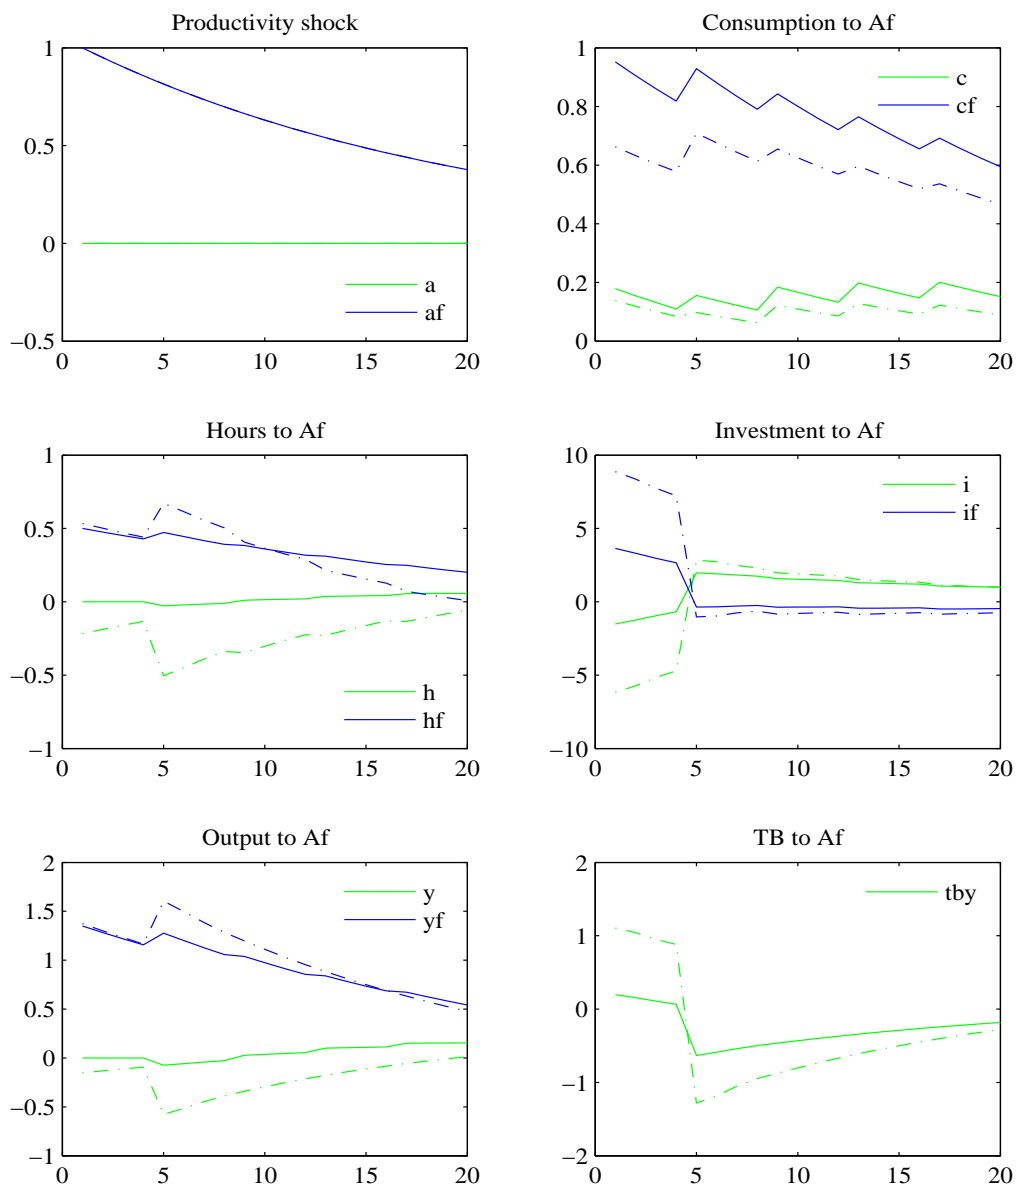 Productivity shock
1
0.5
0
−0.5
0 5 10 15 20
a
af
Consumption to Af
1
0.8
0.6
0.4
0.2
0
0 5 10 15 20
c
cf
Hours to Af
1
0.5
0
−0.5
−1
0 5 10 15 20
h
hf
Investment to Af
10
5
0
−5
−10
0 5 10 15 20
i
if
Output to Af
2
1.5
1
0.5
0
−0.5
−1
0 5 10 15 20
y
yf
TB to Af
2
1
0
−1
−2
0 5 10 15 20
tby